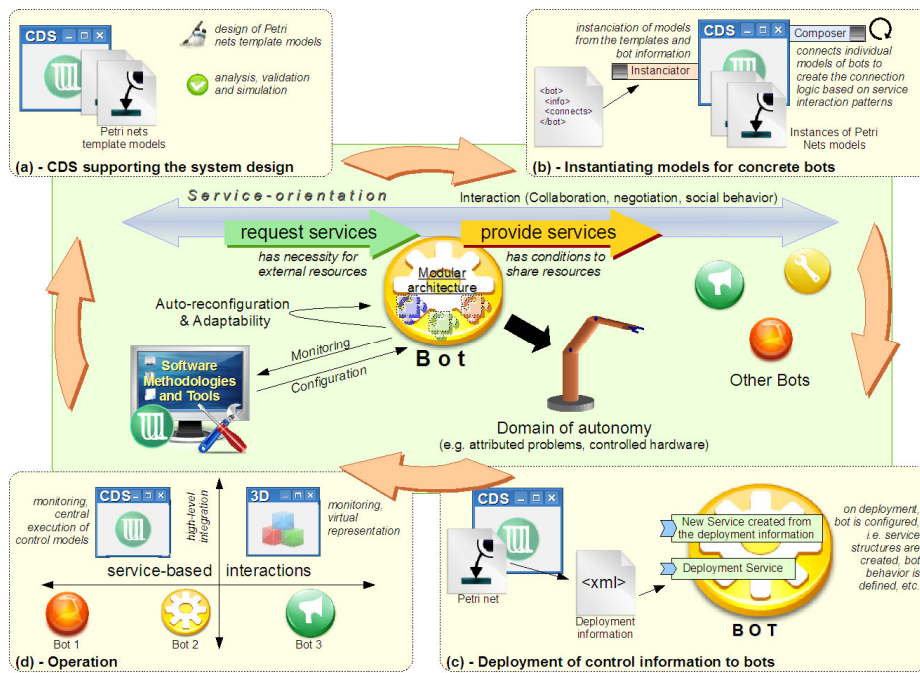 CDS
design of Petri
nets template models
analysis, validation
and simulation
Petri nets
template models
(a) - CDS supporting the system design
instanciation of models
from the templates and
bot information
Instanciator
<bot>
<info>
<connects>
</bot>
CDS
Composer
connects individual
models of bots to
create the connection
logic based on service
interaction patterns
Instances of Petri
Nets models
(b) - Instantiating models for concrete bots
Service-orientation
Interaction (Collaboration, negotiation, social behavior)
request services
provide services
has necessity for
external resources
has conditions to
share resources
Modular
architecture
Bot
Auto-reconfiguration
& Adaptability
Monitoring
Configuration
Software
Methodologies
and Tools
Domain of autonomy
(e.g. attributed problems, controlled hardware)
Other Bots
monitoring,
central
execution of
control models
CDS
high-level
integration
3D
monitoring,
virtual
representation
service-based interactions
Bot 1
Bot 2
Bot 3
(d) - Operation
CDS
Petri net
<xml>
Deployment
information
New Service created from
the deployment information
Deployment Service
BOT
on deployment,
bot is configured,
i.e. service
structures are
created, bot
behavior is
defined, etc.
(c) - Deployment of control information to bots